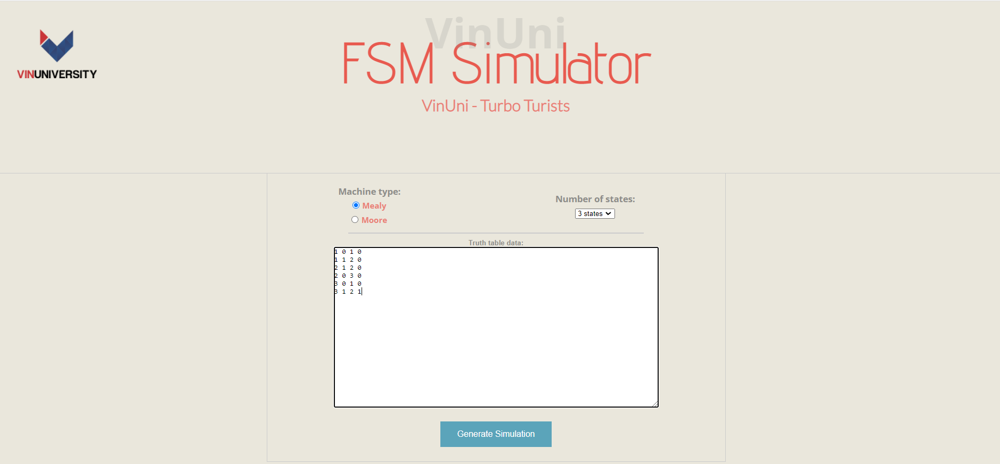 VinUni
VINUNIVERSITY
FSM Simulator
VinUni - Turbo Turists
Machine type:
Mealy
Moore
Number of states:
3 states
Truth table data:
1 0 1 0
1 1 2 0
2 1 2 0
2 0 3 0
3 0 1 0
3 1 2 1
Generate Simulation